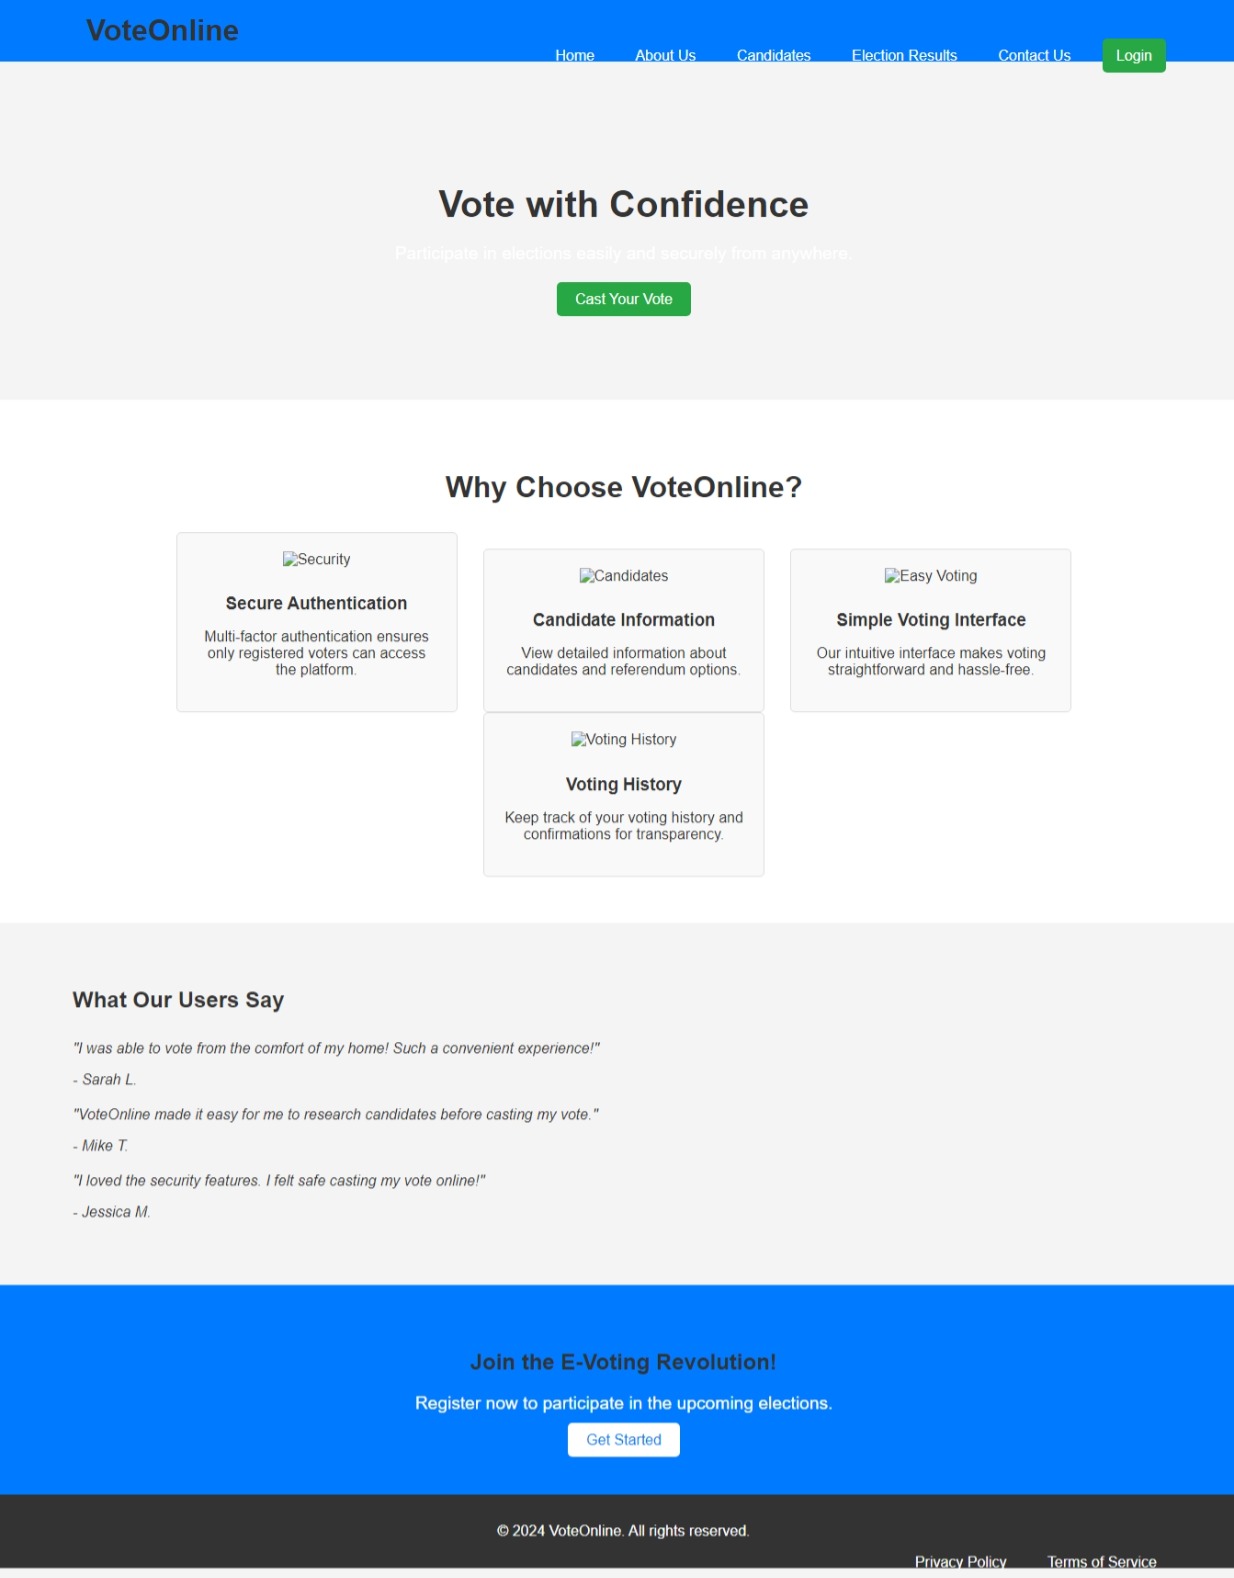 VoteOnline
Home About Us Candidates Election Results Contact Us Login
Vote with Confidence
Participate in elections easily and securely from anywhere.
Cast Your Vote
Why Choose VoteOnline?
Security
Secure Authentication
Multi-factor authentication ensures
only registered voters can access
the platform.
Candidates
Candidate Information
View detailed information about
candidates and referendum options.
Easy Voting
Simple Voting Interface
Our intuitive interface makes voting
straightforward and hassle-free.
Voting History
Voting History
Keep track of your voting history and
confirmations for transparency.
What Our Users Say
"I was able to vote from the comfort of my home! Such a convenient experience!"
- Sarah L.
"VoteOnline made it easy for me to research candidates before casting my vote."
- Mike T.
"I loved the security features. I felt safe casting my vote online!"
- Jessica M.
Join the E-Voting Revolution!
Register now to participate in the upcoming elections.
Get Started
© 2024 VoteOnline. All rights reserved.
Privacy Policy Terms of Service